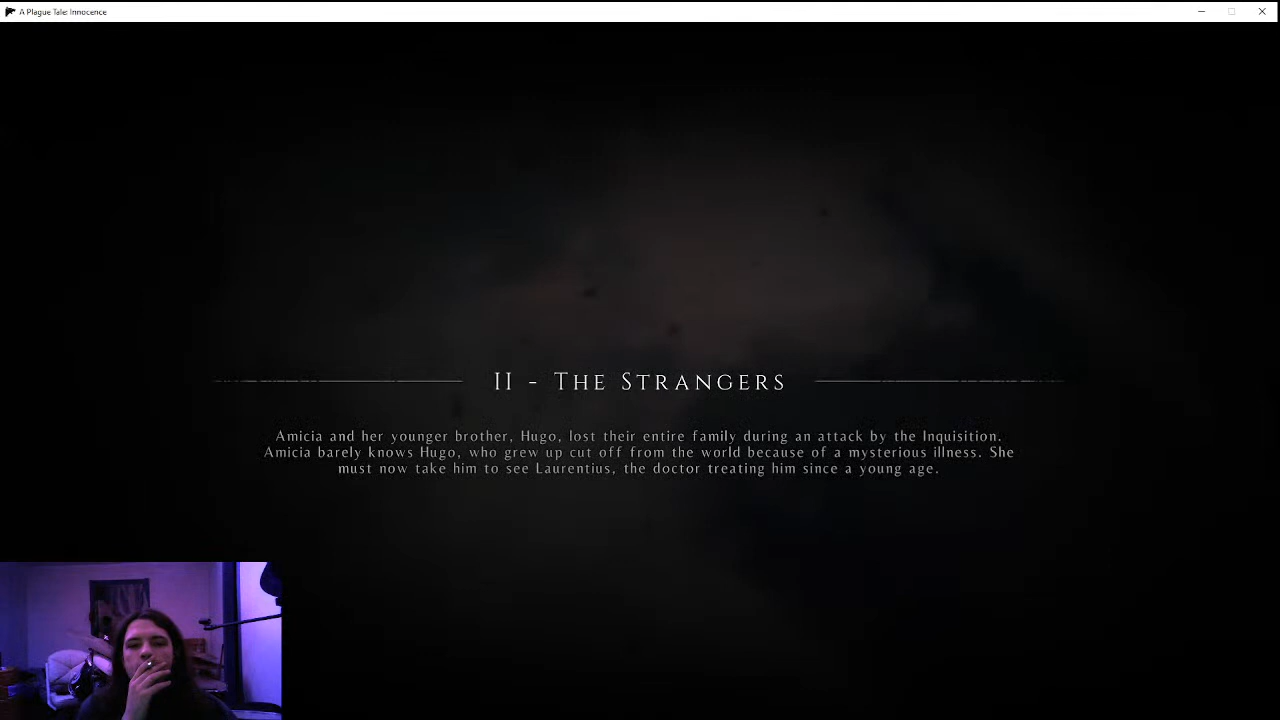 A Plague Tale: Innocence
II - The Strangers
Amicia and her younger brother, Hugo, lost their entire family during an attack by the Inquisition.
Amicia barely knows Hugo, who grew up cut off from the world because of a mysterious illness. She
must now take him to see Laurentius, the doctor treating him since a young age.